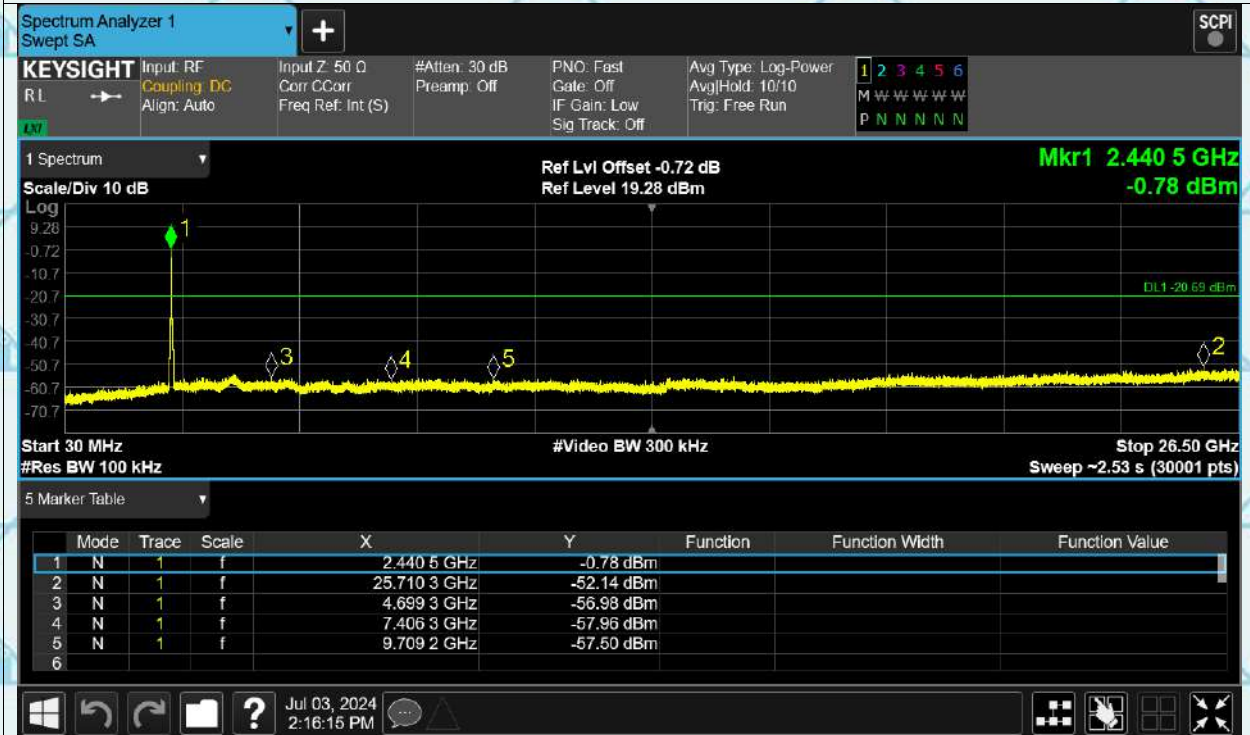 Spectrum Analyzer 1
Swept SA
+
SCPI
KEYSIGHT
RL
LXI
Input: RF
Coupling: DC
Align: Auto
Input Z: 50 Ω
Corr CCorr
Freq Ref: Int (S)
#Atten: 30 dB
Preamp: Off
PNO: Fast
Gate: Off
IF Gain: Low
Sig Track: Off
Avg Type: Log-Power
Avg|Hold: 10/10
Trig: Free Run
1 2 3 4 5 6
M W W W W W
P N N N N N
1 Spectrum
Scale/Div 10 dB
Log
Ref Lvl Offset -0.72 dB
Ref Level 19.28 dBm
Mkr1 2.440 5 GHz
-0.78 dBm
9.28
-0.72
-10.7
-20.7
-30.7
-40.7
-50.7
-60.7
-70.7
1
DL1 -20.69 dBm
3
4
5
2
Start 30 MHz
#Res BW 100 kHz
#Video BW 300 kHz
Stop 26.50 GHz
Sweep ~2.53 s (30001 pts)
5 Marker Table
Mode Trace Scale X Y Function Function Width Function Value
1 N 1 f 2.440 5 GHz -0.78 dBm
2 N 1 f 25.710 3 GHz -52.14 dBm
3 N 1 f 4.699 3 GHz -56.98 dBm
4 N 1 f 7.406 3 GHz -57.96 dBm
5 N 1 f 9.709 2 GHz -57.50 dBm
6
?
Jul 03, 2024
2:16:15 PM